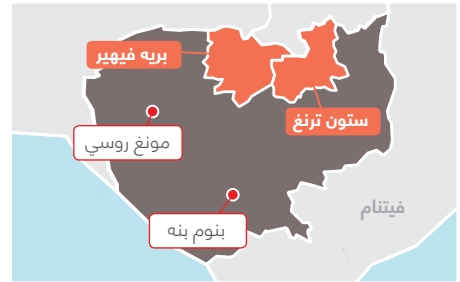 بريه فيهير
ستون ترنغ
مونغ روسي
فيتنام
بنوم بنه